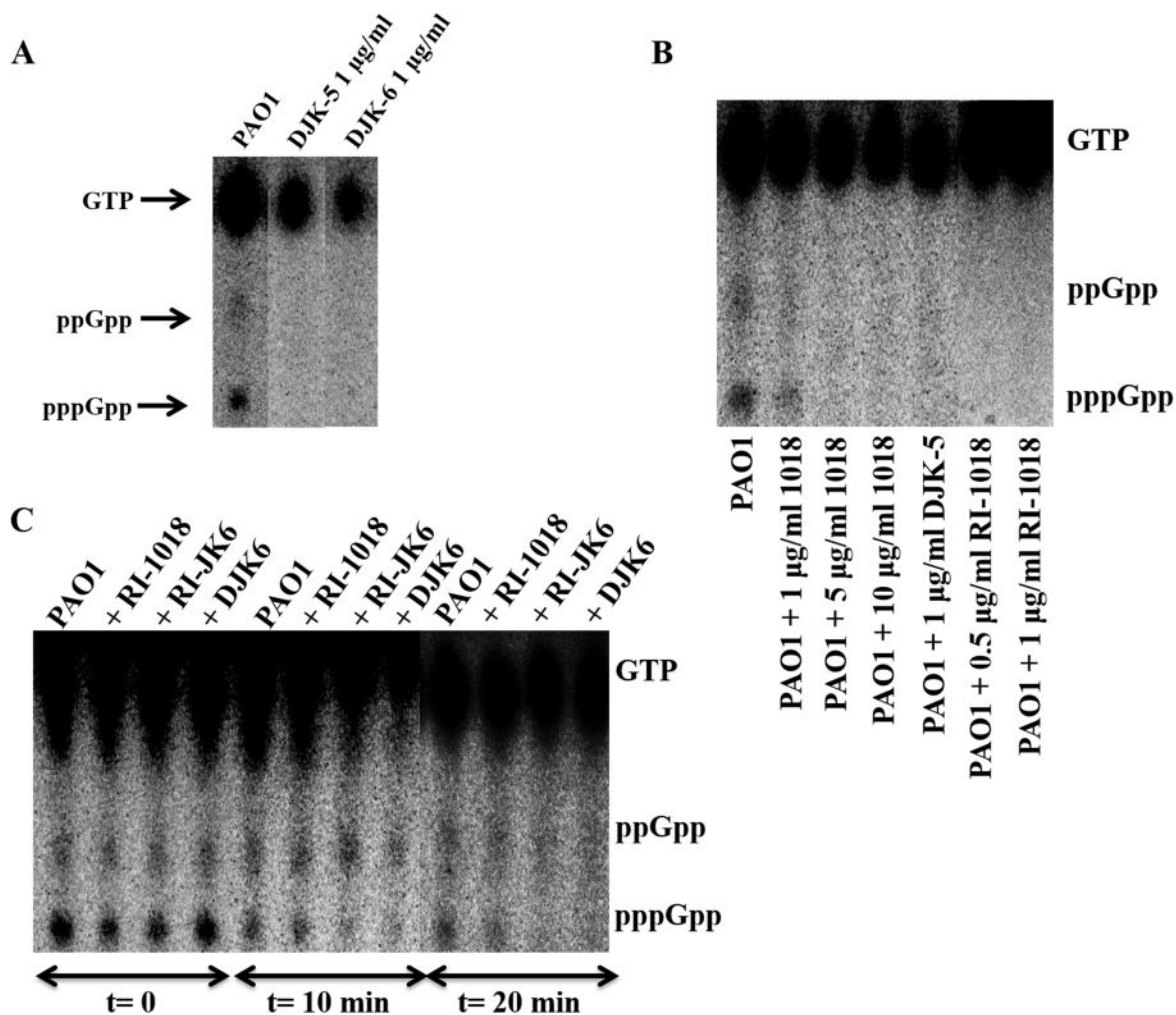 A
PAO1
DJK-5 1 µg/ml
DJK-6 1 µg/ml
GTP
ppGpp
pppGpp
B
GTP
ppGpp
pppGpp
PAO1
PAO1 + 1 µg/ml 1018
PAO1 + 5 µg/ml 1018
PAO1 + 10 µg/ml 1018
PAO1 + 1 µg/ml DJK-5
PAO1 + 0.5 µg/ml RI-1018
PAO1 + 1 µg/ml RI-1018
C
PAO1
+ RI-1018
+ RI-JK6
+ DJK6
PAO1
+ RI-1018
+ RI-JK6
+ DJK6
PAO1
+ RI-1018
+ RI-JK6
+ DJK6
GTP
ppGpp
pppGpp
t= 0
t= 10 min
t= 20 min